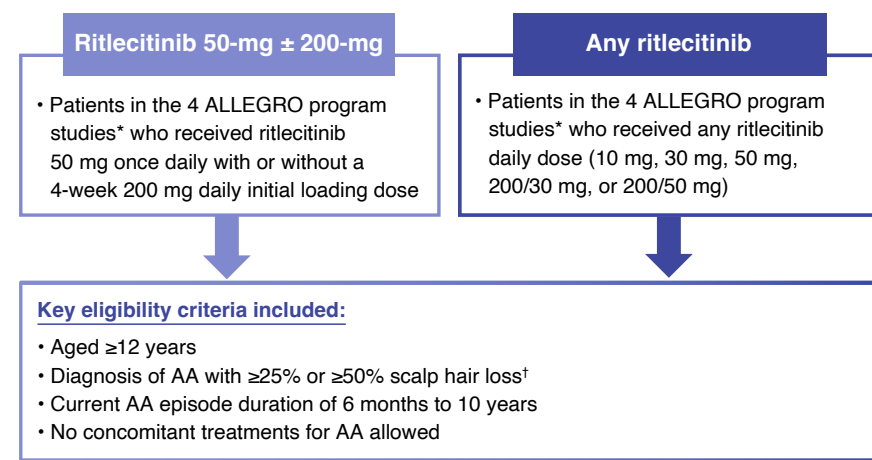 Ritlecitinib 50-mg ± 200-mg
• Patients in the 4 ALLEGRO program
studies* who received ritlecitinib
50 mg once daily with or without a
4-week 200 mg daily initial loading dose
Any ritlecitinib
• Patients in the 4 ALLEGRO program
studies* who received any ritlecitinib
daily dose (10 mg, 30 mg, 50 mg,
200/30 mg, or 200/50 mg)
Key eligibility criteria included:
• Aged ≥12 years
• Diagnosis of AA with ≥25% or ≥50% scalp hair loss†
• Current AA episode duration of 6 months to 10 years
• No concomitant treatments for AA allowed